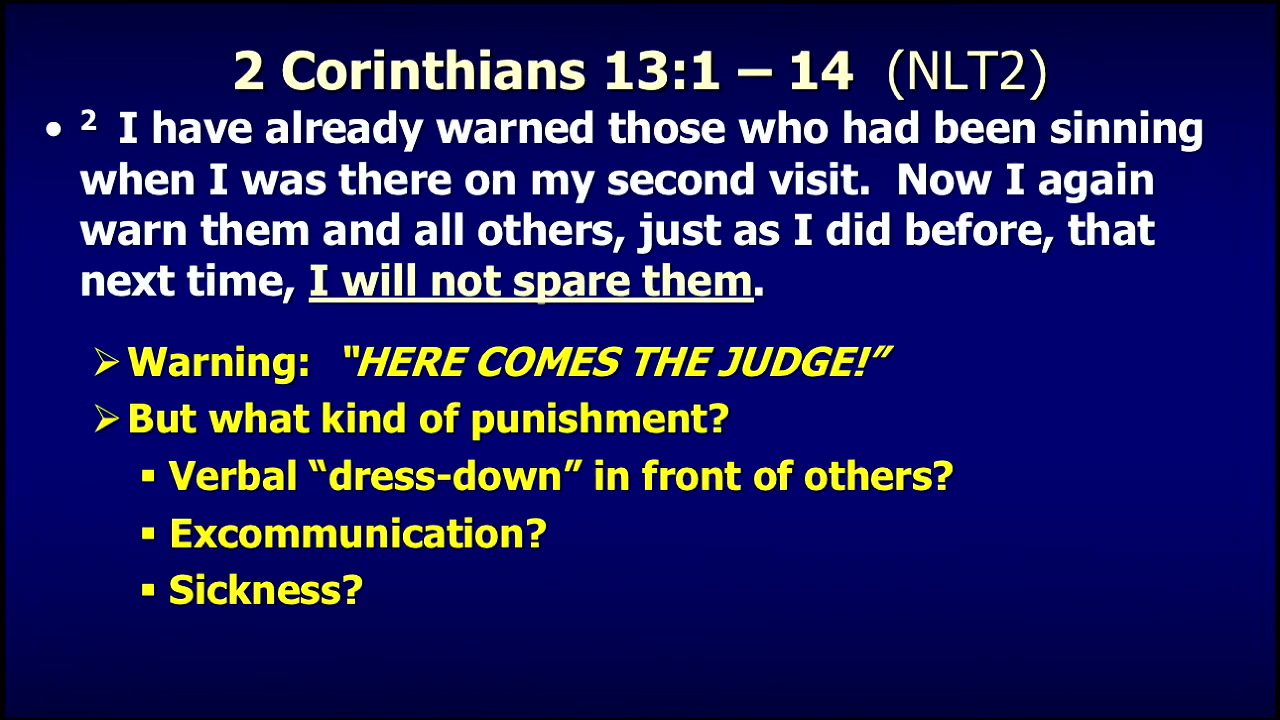 2 Corinthians 13:1 – 14 (NLT2)
• ² I have already warned those who had been sinning
when I was there on my second visit. Now I again
warn them and all others, just as I did before, that
next time, I will not spare them.
➢ Warning: “HERE COMES THE JUDGE!”
➢ But what kind of punishment?
▪ Verbal “dress-down” in front of others?
▪ Excommunication?
▪ Sickness?